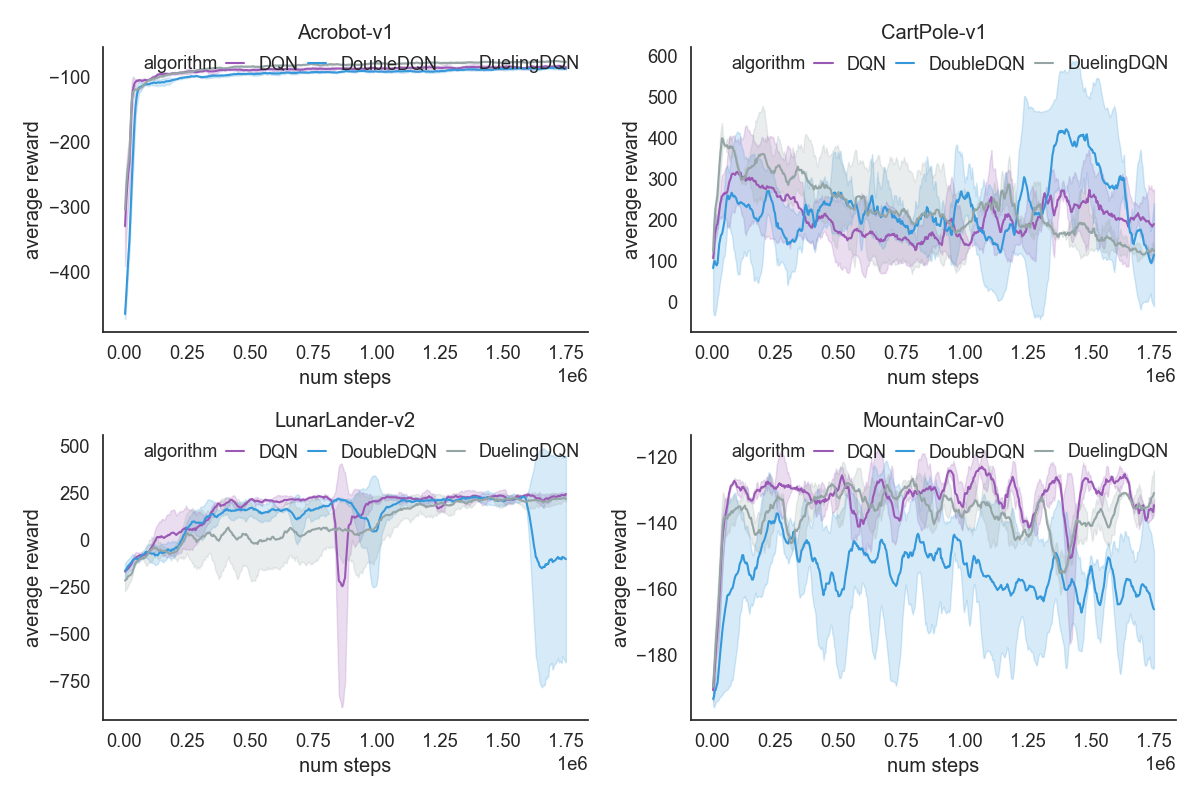 Acrobot-v1
algorithm DQN DoubleDQN DuelingDQN
−100
−200
−300
−400
average reward
0.00 0.25 0.50 0.75 1.00 1.25 1.50 1.75
1e6
num steps
CartPole-v1
algorithm DQN DoubleDQN DuelingDQN
600
500
400
300
200
100
0
average reward
0.00 0.25 0.50 0.75 1.00 1.25 1.50 1.75
1e6
num steps
LunarLander-v2
algorithm DQN DoubleDQN DuelingDQN
500
250
0
−250
−500
−750
average reward
0.00 0.25 0.50 0.75 1.00 1.25 1.50 1.75
1e6
num steps
MountainCar-v0
algorithm DQN DoubleDQN DuelingDQN
−120
−140
−160
−180
average reward
0.00 0.25 0.50 0.75 1.00 1.25 1.50 1.75
1e6
num steps